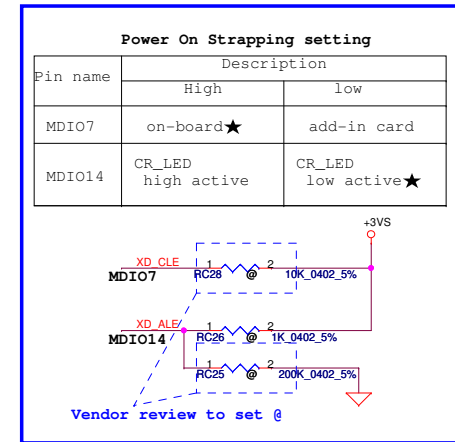 Power On Strapping setting
Pin name
Description
High
low
MDIO7
on-board★
add-in card
MDIO14
CR_LED
high active
CR_LED
low active★
+3VS
XD_CLE
MDIO7
1
RC28
@
2
10K_0402_5%
XD_ALE
MDIO14
1
RC26
@
2
1K_0402_5%
1
RC25
@
2
200K_0402_5%
Vendor review to set @